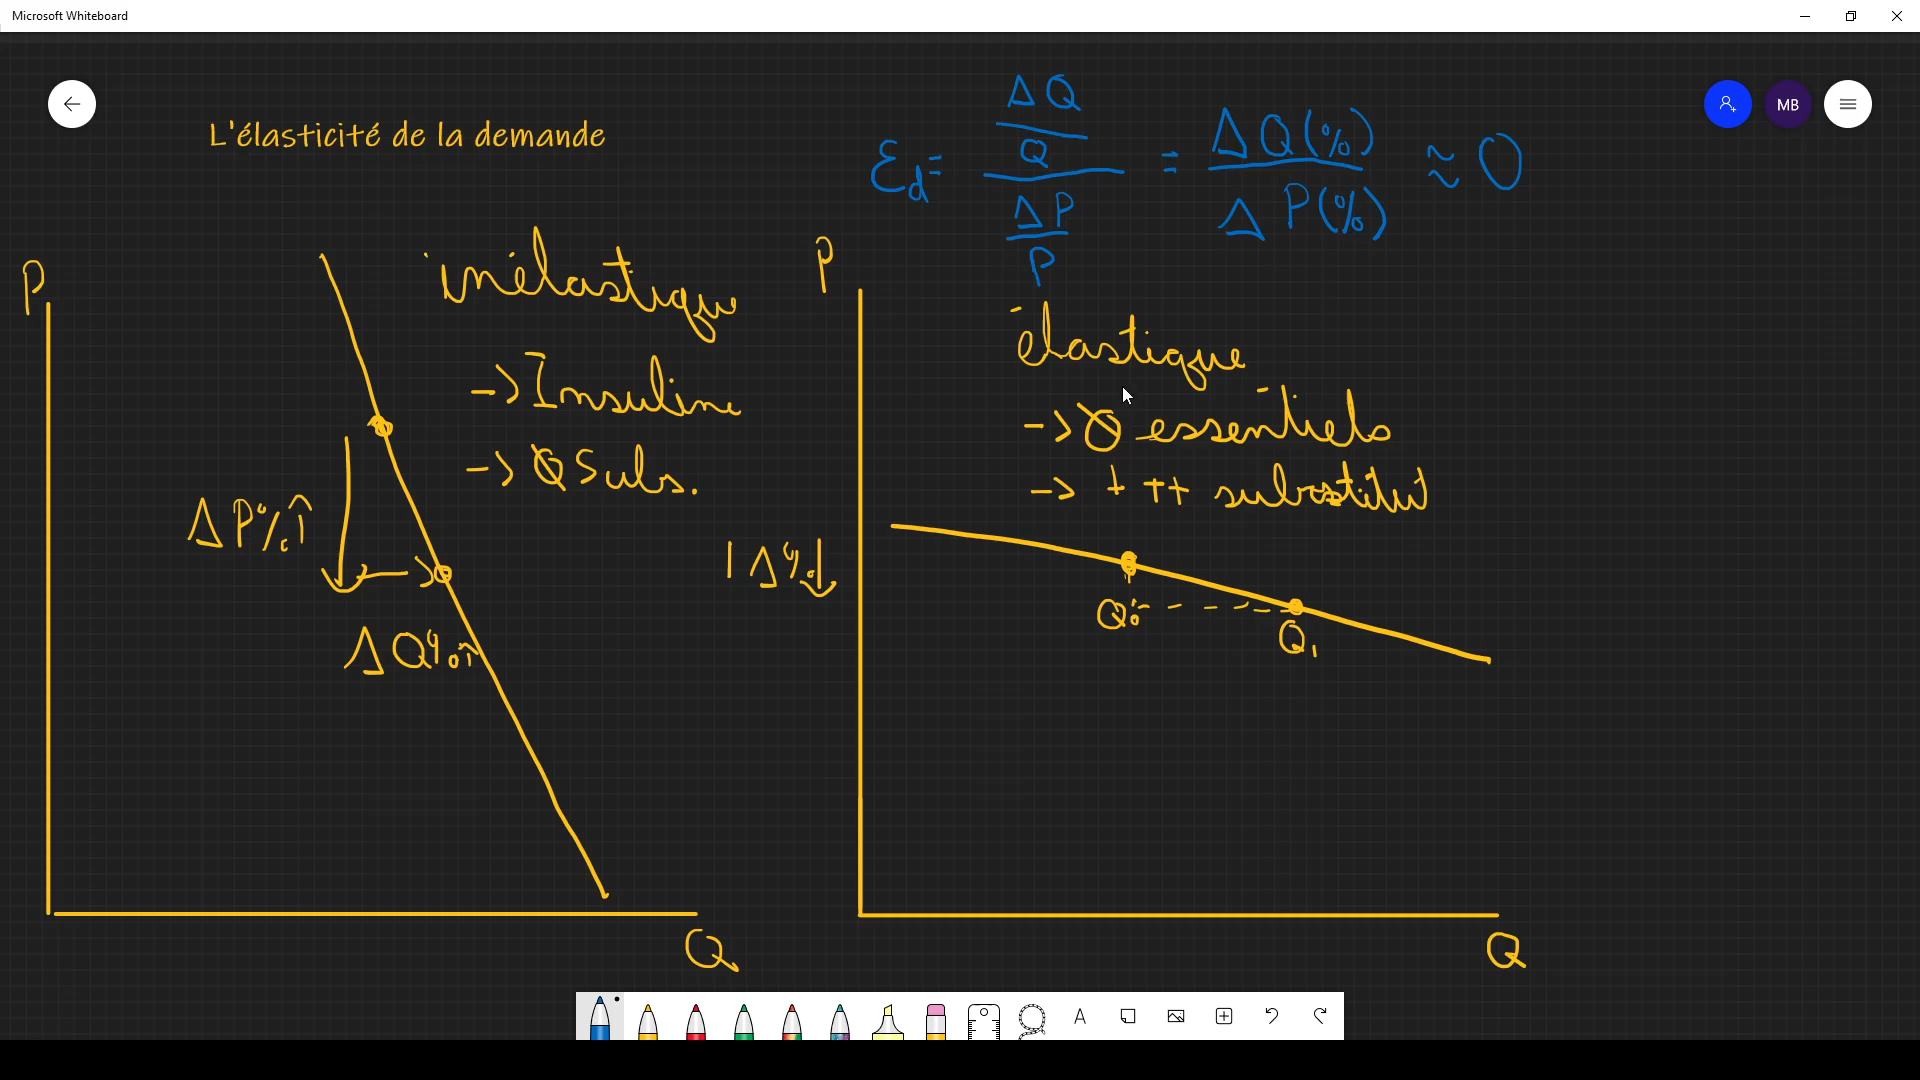 Microsoft Whiteboard
L'élasticité de la demande
MB
Ɛd = (ΔQ/Q)/(ΔP/P) = ΔQ(%)/ΔP(%) ≈ 0
P
inélastique
-> Insuline
-> Ø Subs.
ΔP%↑
ΔQ%↑
Q
P
élastique
-> Ø essentiels
-> + ++ substitut
Δ%↓
Q₀
Q₁
Q